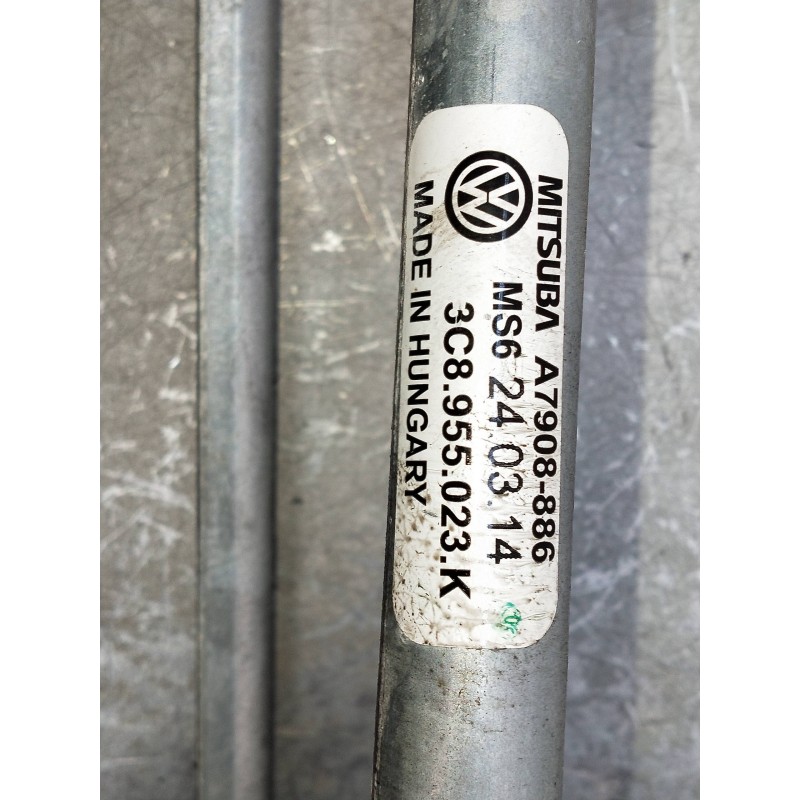 MITSUBA A7908-886
MS6 24.03.14
3C8.955.023.K
MADE IN HUNGARY